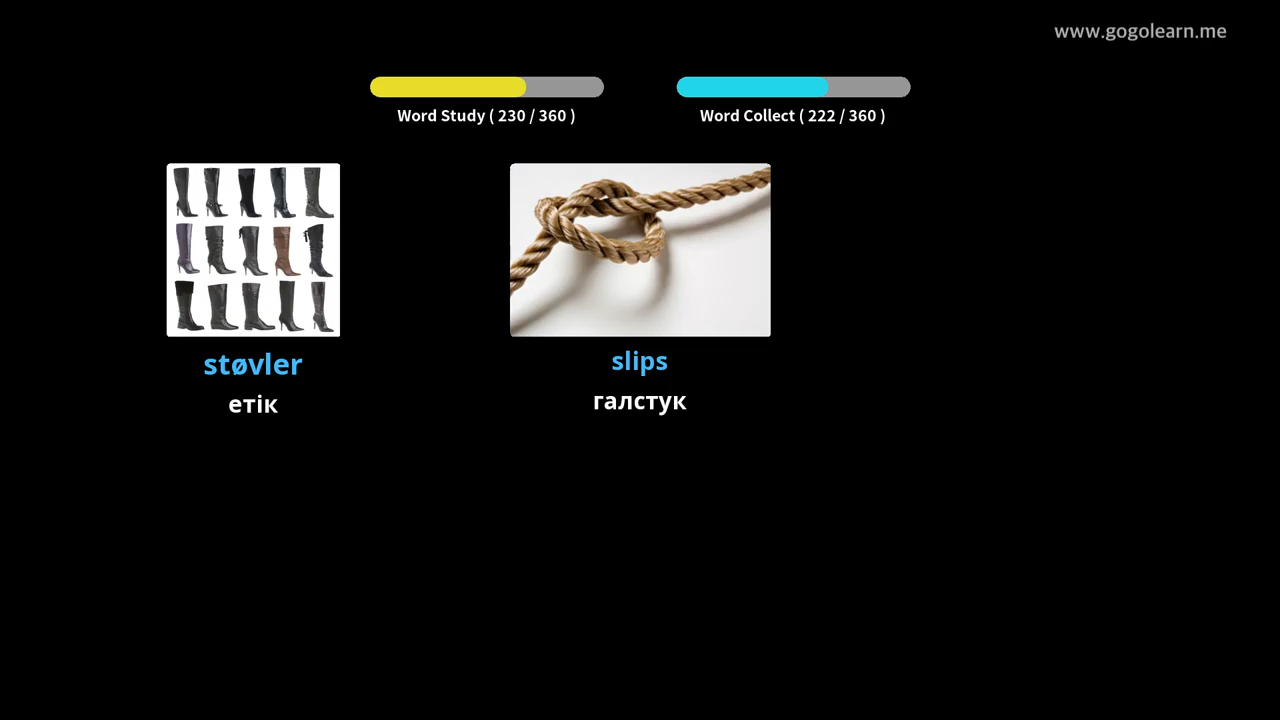 www.gogolearn.me
Word Study ( 230 / 360 )
Word Collect ( 222 / 360 )
støvler
етік
slips
галстук